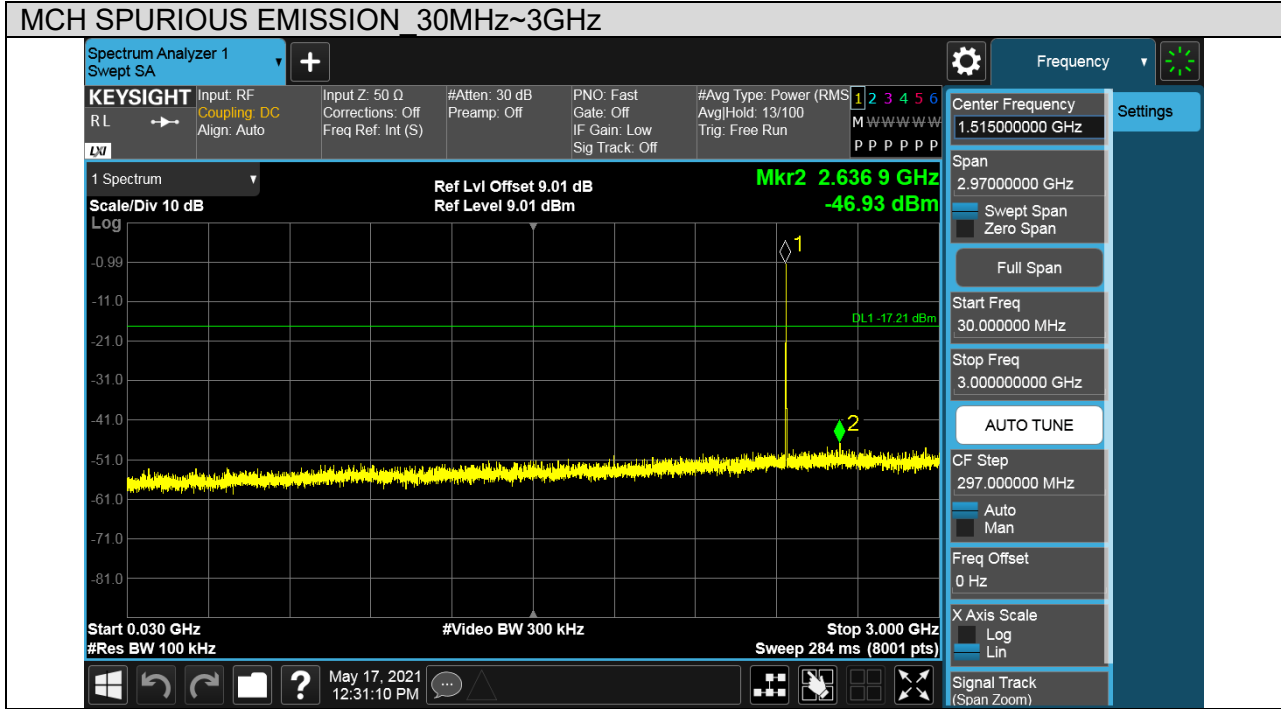 MCH SPURIOUS EMISSION_30MHz~3GHz
Spectrum Analyzer 1
Swept SA
Frequency
KEYSIGHT
RL
LXI
Input: RF
Coupling: DC
Align: Auto
Input Z: 50 Ω
Corrections: Off
Freq Ref: Int (S)
#Atten: 30 dB
Preamp: Off
PNO: Fast
Gate: Off
IF Gain: Low
Sig Track: Off
#Avg Type: Power (RMS
Avg|Hold: 13/100
Trig: Free Run
1 2 3 4 5 6
M W W W W W
P P P P P P
Center Frequency
1.515000000 GHz
Settings
1 Spectrum
Scale/Div 10 dB
Ref Lvl Offset 9.01 dB
Ref Level 9.01 dBm
Mkr2 2.636 9 GHz
-46.93 dBm
Span
2.97000000 GHz
Swept Span
Zero Span
Full Span
Start Freq
30.000000 MHz
Stop Freq
3.000000000 GHz
AUTO TUNE
CF Step
297.000000 MHz
Auto
Man
Freq Offset
0 Hz
X Axis Scale
Log
Lin
Signal Track
(Span Zoom)
Log
1
-0.99
-11.0
DL1 -17.21 dBm
-21.0
-31.0
-41.0
2
-51.0
-61.0
-71.0
-81.0
Start 0.030 GHz
#Video BW 300 kHz
Stop 3.000 GHz
#Res BW 100 kHz
Sweep 284 ms (8001 pts)
?
May 17, 2021
12:31:10 PM